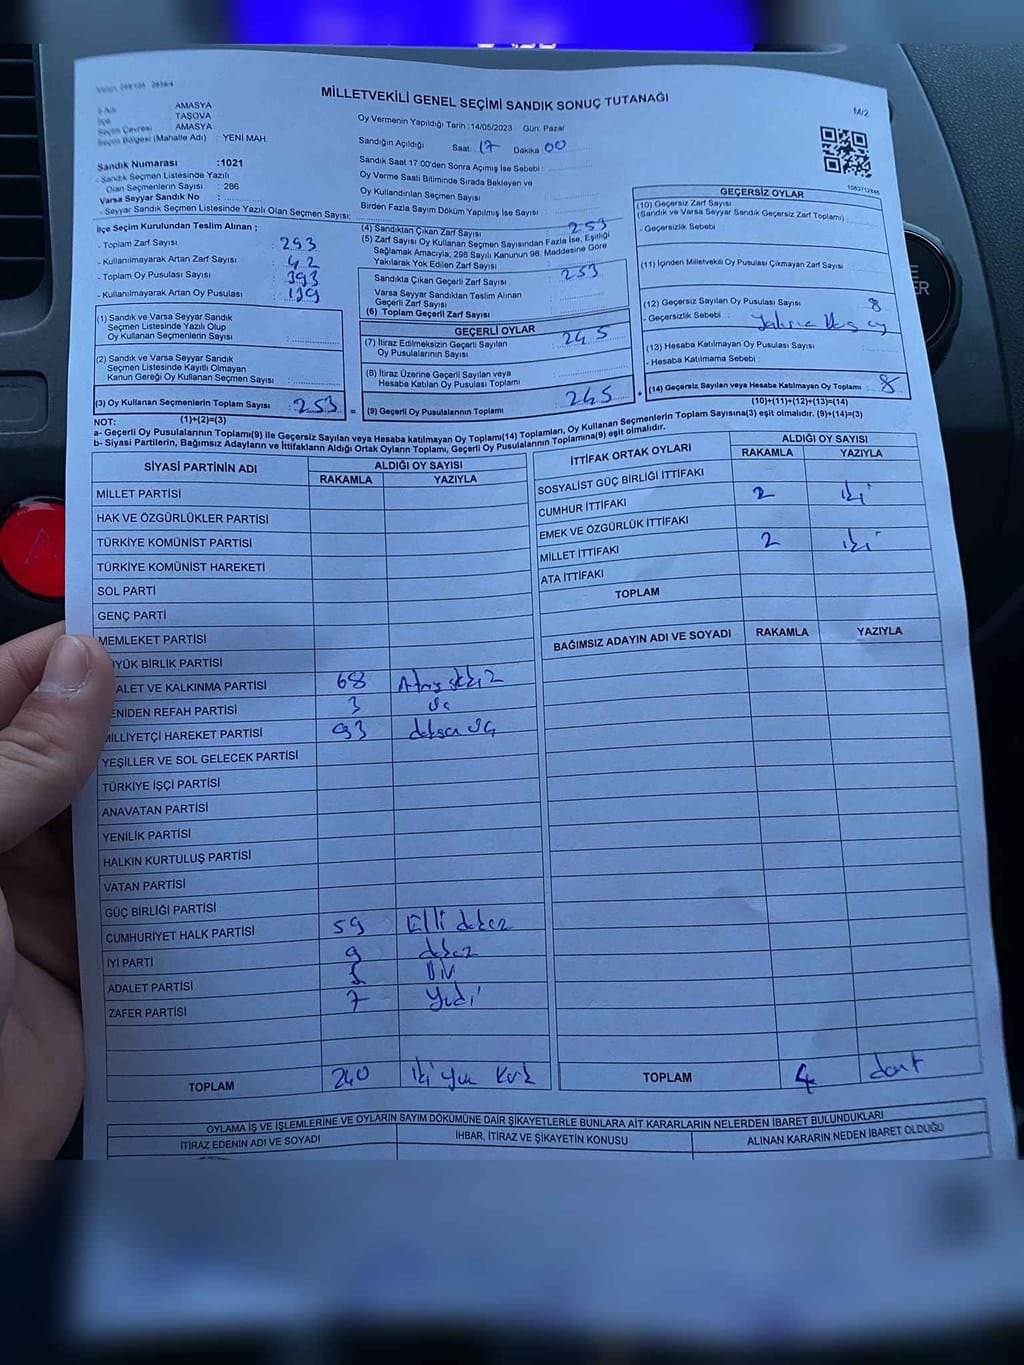 MİLLETVEKİLİ GENEL SEÇİMİ SANDIK SONUÇ TUTANAĞI
M/2
AMASYA
TAŞOVA
Seçim Çevresi : AMASYA
Seçim Bölgesi (Mahalle Adı) : YENİ MAH.
Oy Vermenin Yapıldığı Tarih :14/05/2023 Gün: Pazar
Sandığın Açıldığı Saat: 17 Dakika 00
Sandık Saat 17:00'den Sonra Açımış İse Sebebi :
Oy Verme Saati Bitiminde Sırada Bekleyen ve
Oy Kullandırılan Seçmen Sayısı :
Birden Fazla Sayım Döküm Yapılmış İse Sayısı :
Sandık Numarası :1021
- Sandık Seçmen Listesinde Yazılı
Olan Seçmenlerin Sayısı : 286
Varsa Seyyar Sandık No :
- Seyyar Sandık Seçmen Listesinde Yazılı Olan Seçmen Sayısı:
İlçe Seçim Kurulundan Teslim Alınan ;
- Toplam Zarf Sayısı : 293
- Kullanılmayarak Artan Zarf Sayısı : 42
- Toplam Oy Pusulası Sayısı : 393
- Kullanılmayarak Artan Oy Pusulası : 139
(1) Sandık ve Varsa Seyyar Sandık
Seçmen Listesinde Yazılı Olup
Oy Kullanan Seçmenlerin Sayısı :
(2) Sandık ve Varsa Seyyar Sandık
Seçmen Listesinde Kayıtlı Olmayan
Kanun Gereği Oy Kullanan Seçmen Sayısı :
(3) Oy Kullanan Seçmenlerin Toplam Sayısı : 253 =
(1)+(2)=(3)
(4) Sandıktan Çıkan Zarf Sayısı : 253
(5) Zarf Sayısı Oy Kullanan Seçmen Sayısından Fazla İse, Eşitliği
Sağlamak Amacıyla, 298 Sayılı Kanunun 98. Maddesine Göre
Yakılarak Yok Edilen Zarf Sayısı
Sandıkta Çıkan Geçerli Zarf Sayısı : 253
Varsa Seyyar Sandıktan Teslim Alınan
Geçerli Zarf Sayısı :
(6) Toplam Geçerli Zarf Sayısı :
GEÇERLİ OYLAR
(7) İtiraz Edilmeksizin Geçerli Sayılan
Oy Pusulalarının Sayısı : 245
(8) İtiraz Üzerine Geçerli Sayılan veya
Hesaba Katılan Oy Pusulası Toplamı :
(9) Geçerli Oy Pusulalarının Toplamı 245 +
1083712846
GEÇERSİZ OYLAR
(10) Geçersiz Zarf Sayısı
(Sandık ve Varsa Seyyar Sandık Geçersiz Zarf Toplamı)
- Geçersizlik Sebebi :
(11) İçinden Milletvekili Oy Pusulası Çıkmayan Zarf Sayısı
(12) Geçersiz Sayılan Oy Pusulası Sayısı : 8
- Geçersizlik Sebebi :
(13) Hesaba Katılmayan Oy Pusulası Sayısı :
- Hesaba Katılmama Sebebi :
(14) Geçersiz Sayılan veya Hesaba Katılmayan Oy Toplamı : 8
(10)+(11)+(12)+(13)=(14)
NOT:
a- Geçerli Oy Pusulalarının Toplamı(9) ile Geçersiz Sayılan veya Hesaba katılmayan Oy Toplamı(14) Toplamları, Oy Kullanan Seçmenlerin Toplam Sayısına(3) eşit olmalıdır. (9)+(14)=(3)
b- Siyasi Partilerin, Bağımsız Adayların ve İttifakların Aldığı Ortak Oyların Toplamı, Geçerli Oy Pusulalarının Toplamına(9) eşit olmalıdır.
SİYASİ PARTİNİN ADI ALDIĞI OY SAYISI
RAKAMLA YAZIYLA
MİLLET PARTİSİ
HAK VE ÖZGÜRLÜKLER PARTİSİ
TÜRKİYE KOMÜNİST PARTİSİ
TÜRKİYE KOMÜNİST HAREKETİ
SOL PARTİ
GENÇ PARTİ
MEMLEKET PARTİSİ
YÜK BİRLİK PARTİSİ
ALET VE KALKINMA PARTİSİ 68 Atmış sekiz
ENİDEN REFAH PARTİSİ 3 üç
MİLLİYETÇİ HAREKET PARTİSİ 93 doksan üç
YEŞİLLER VE SOL GELECEK PARTİSİ
TÜRKİYE İŞÇİ PARTİSİ
ANAVATAN PARTİSİ
YENİLİK PARTİSİ
HALKIN KURTULUŞ PARTİSİ
VATAN PARTİSİ
GÜÇ BİRLİĞİ PARTİSİ
CUMHURİYET HALK PARTİSİ 59 Elli dokuz
İYİ PARTİ 9 dokuz
ADALET PARTİSİ 1 Bir
ZAFER PARTİSİ 7 Yedi
TOPLAM 240 iki yüz kırk
İTTİFAK ORTAK OYLARI ALDIĞI OY SAYISI
RAKAMLA YAZIYLA
SOSYALİST GÜÇ BİRLİĞİ İTTİFAKI
CUMHUR İTTİFAKI 2 iki
EMEK VE ÖZGÜRLÜK İTTİFAKI
MİLLET İTTİFAKI 2 iki
ATA İTTİFAKI
TOPLAM
BAĞIMSIZ ADAYIN ADI VE SOYADI RAKAMLA YAZIYLA
TOPLAM 4 dört
OYLAMA İŞ VE İŞLEMLERİNE VE OYLARIN SAYIM DÖKÜMÜNE DAİR ŞİKAYETLERLE BUNLARA AİT KARARLARIN NELERDEN İBARET BULUNDUKLARI
İTİRAZ EDENİN ADI VE SOYADI İHBAR, İTİRAZ VE ŞİKAYETİN KONUSU ALINAN KARARIN NEDEN İBARET OLDUĞU